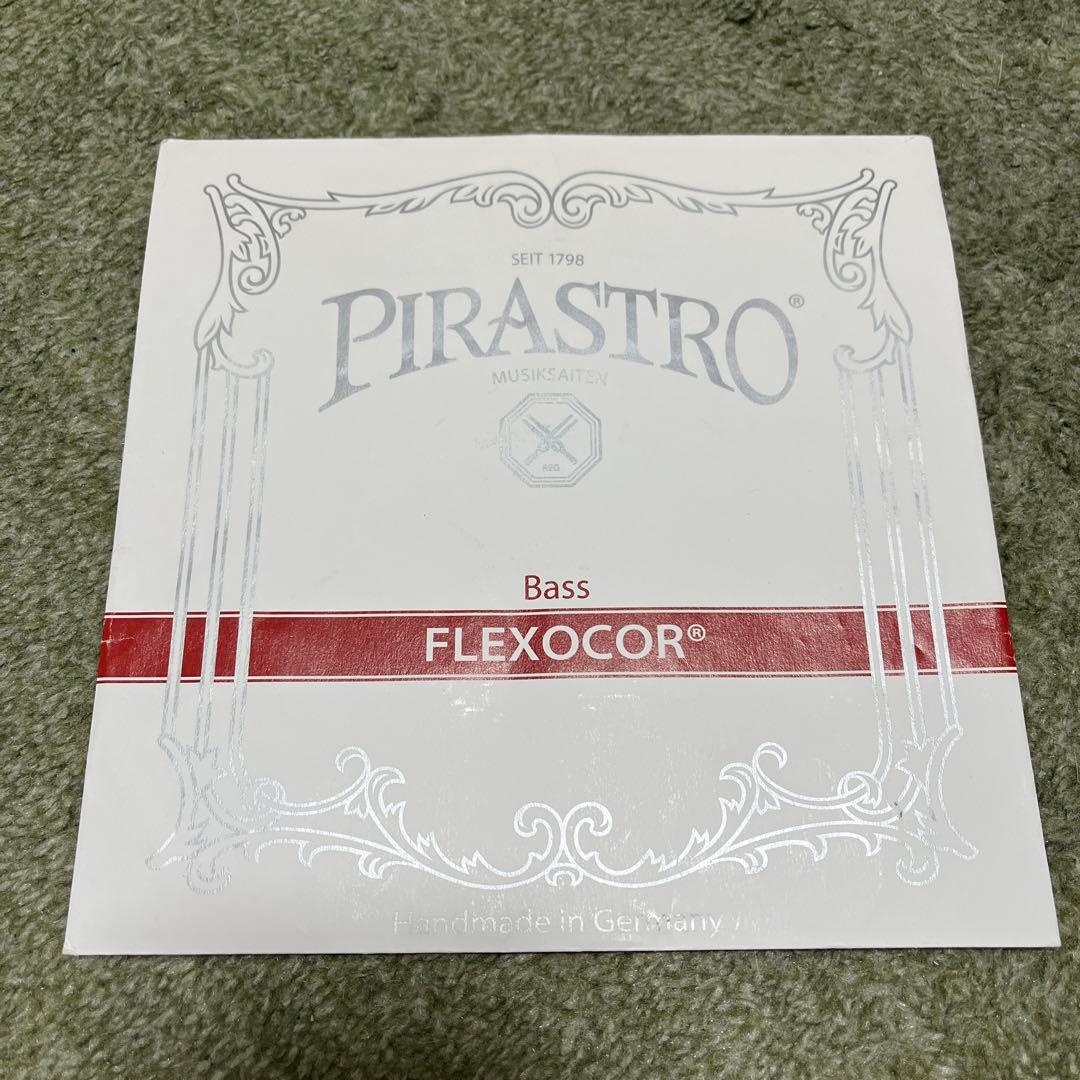 SEIT 1798
PIRASTRO®
MUSIKSAITEN
REG
Bass
FLEXOCOR®
Handmade in Germany